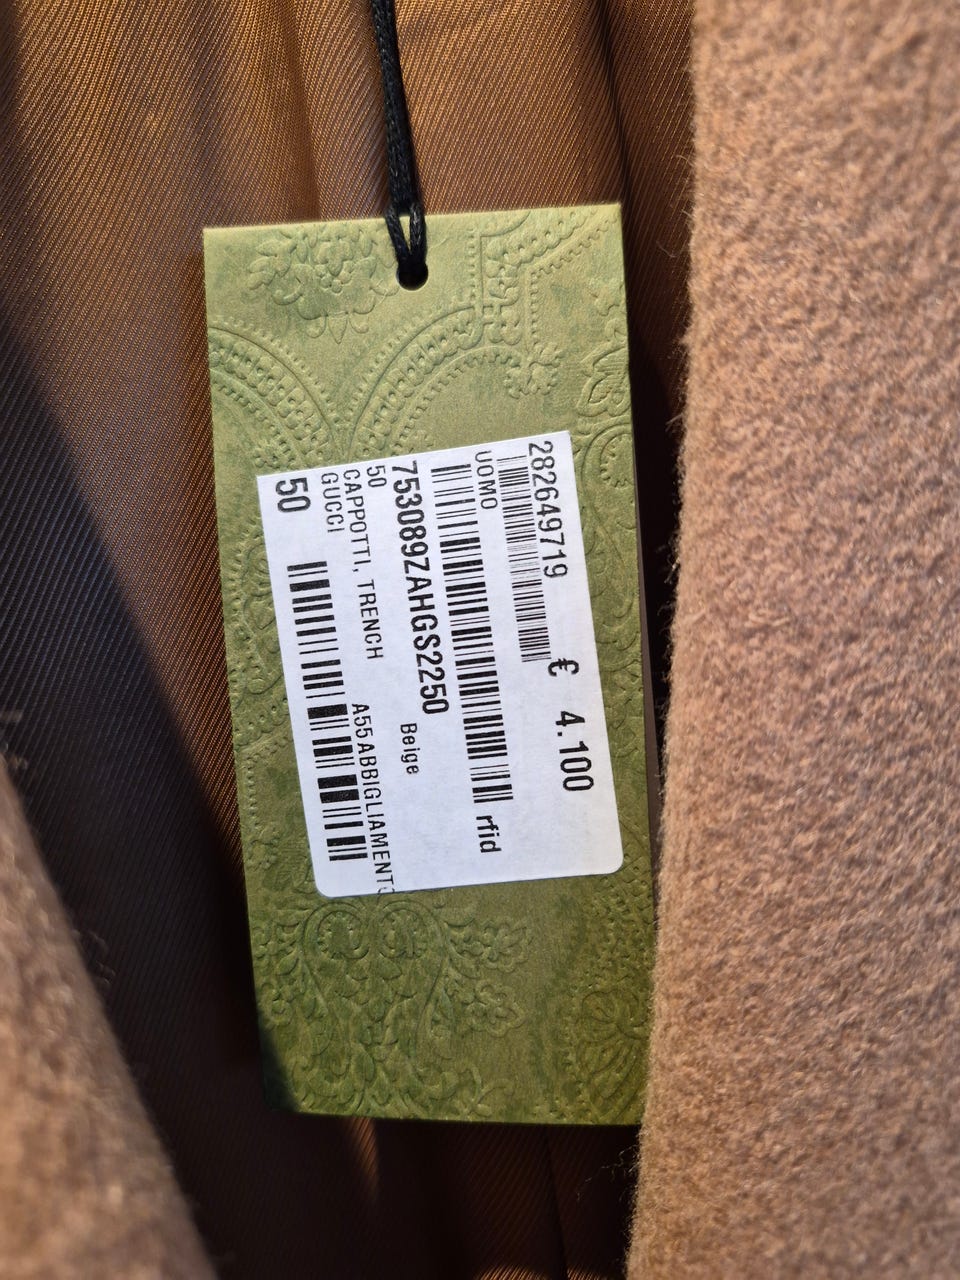 282649719
€ 4.100
UOMO
rfid
753089ZAHGS2250
50
Beige
CAPPOTTI, TRENCH
A55ABBIGLIAMENTO
GUCCI
50